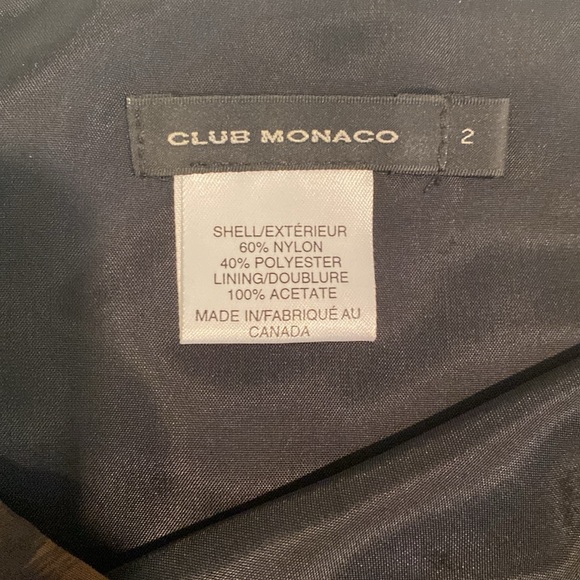 CLUB MONACO 2
SHELL/EXTÉRIEUR
60% NYLON
40% POLYESTER
LINING/DOUBLURE
100% ACETATE
MADE IN/FABRIQUÉ AU
CANADA